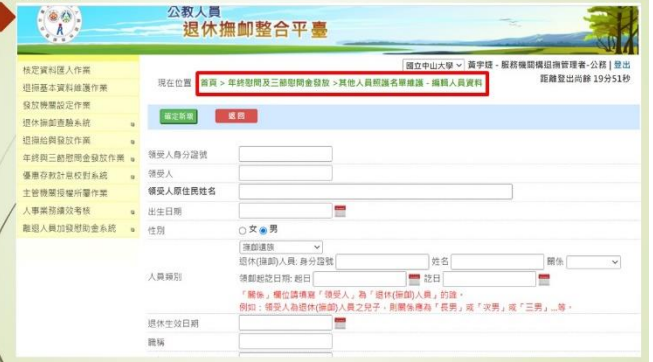 公教人員
退休撫卹整合平臺
國立中山大學
黃宇瑅 - 服務機關構退撫管理者-公務 | 登出
距離登出尚餘 19分51秒
現在位置
首頁 > 年終慰問及三節慰問金發放 >其他人員照護名單維護 - 編輯人員資料
核定資料匯入作業
退撫基本資料維護作業
發放機關設定作業
退休撫卹查驗系統
退撫給與發放作業
年終與三節慰問金發放作業
優惠存款計息校對系統
主管機關授權所屬作業
人事業務績效考核
離退人員加發慰助金系統
確定新增
返回
領受人身分證號
領受人
領受人原住民姓名
出生日期
性別
女 男
人員類別
撫卹遺族
退休(撫卹)人員: 身分證號 姓名 關係
領卹起訖日期: 起日 訖日
「關係」欄位請填寫「領受人」為「退休(撫卹)人員」的誰。
例如：領受人為退休(撫卹)人員之兒子，則關係應為「長男」或「次男」或「三男」...等。
退休生效日期
職稱